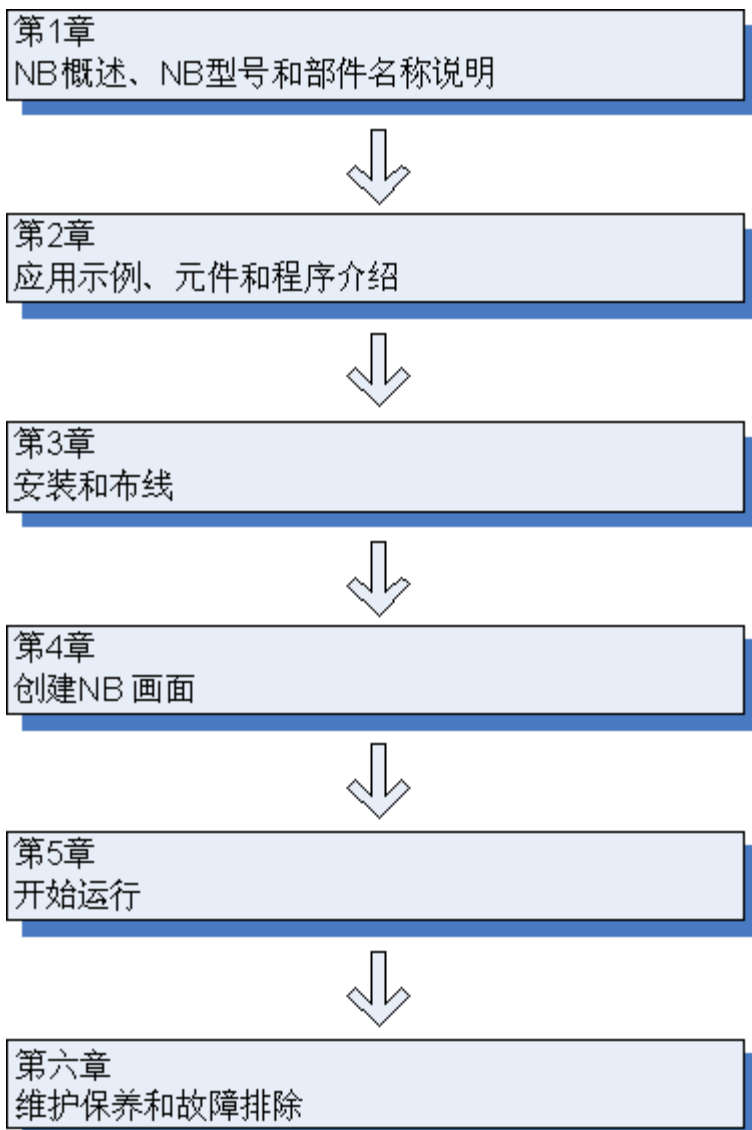 第1章
NB概述、NB型号和部件名称说明
第2章
应用示例、元件和程序介绍
第3章
安装和布线
第4章
创建NB 画面
第5章
开始运行
第六章
维护保养和故障排除